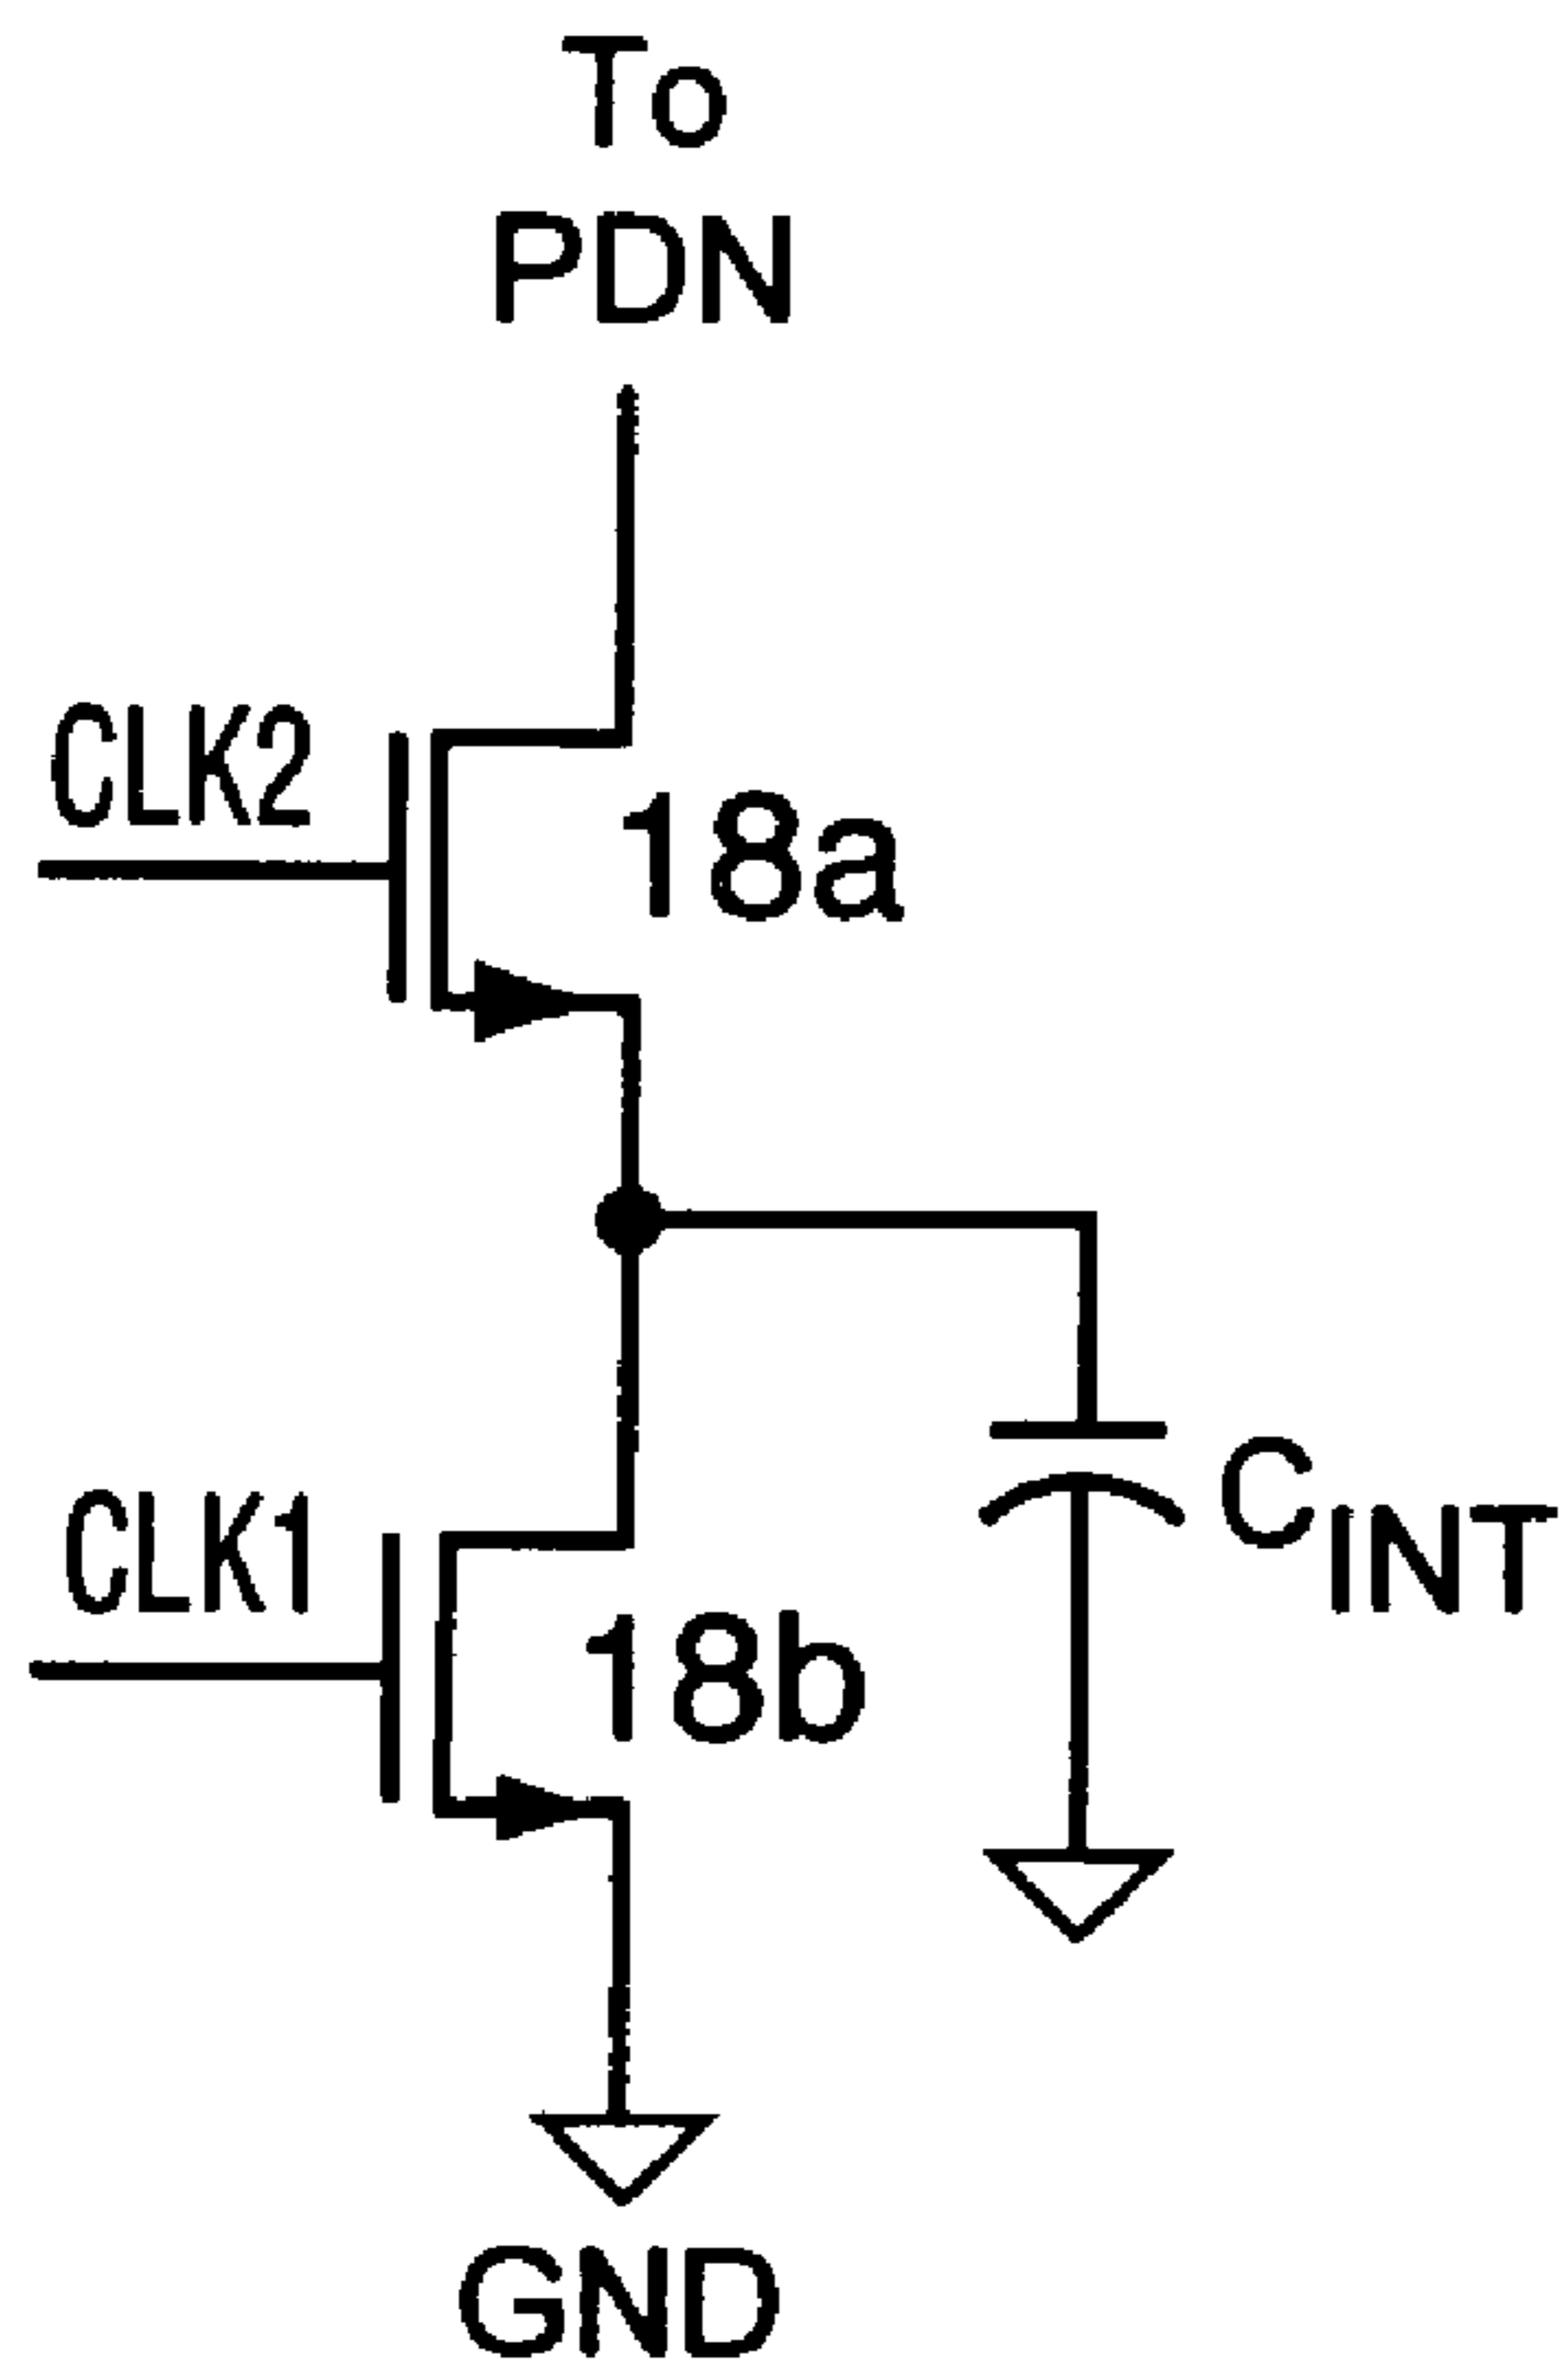 To
PDN
CLK2
18a
CLK1
18b
CINT
GND